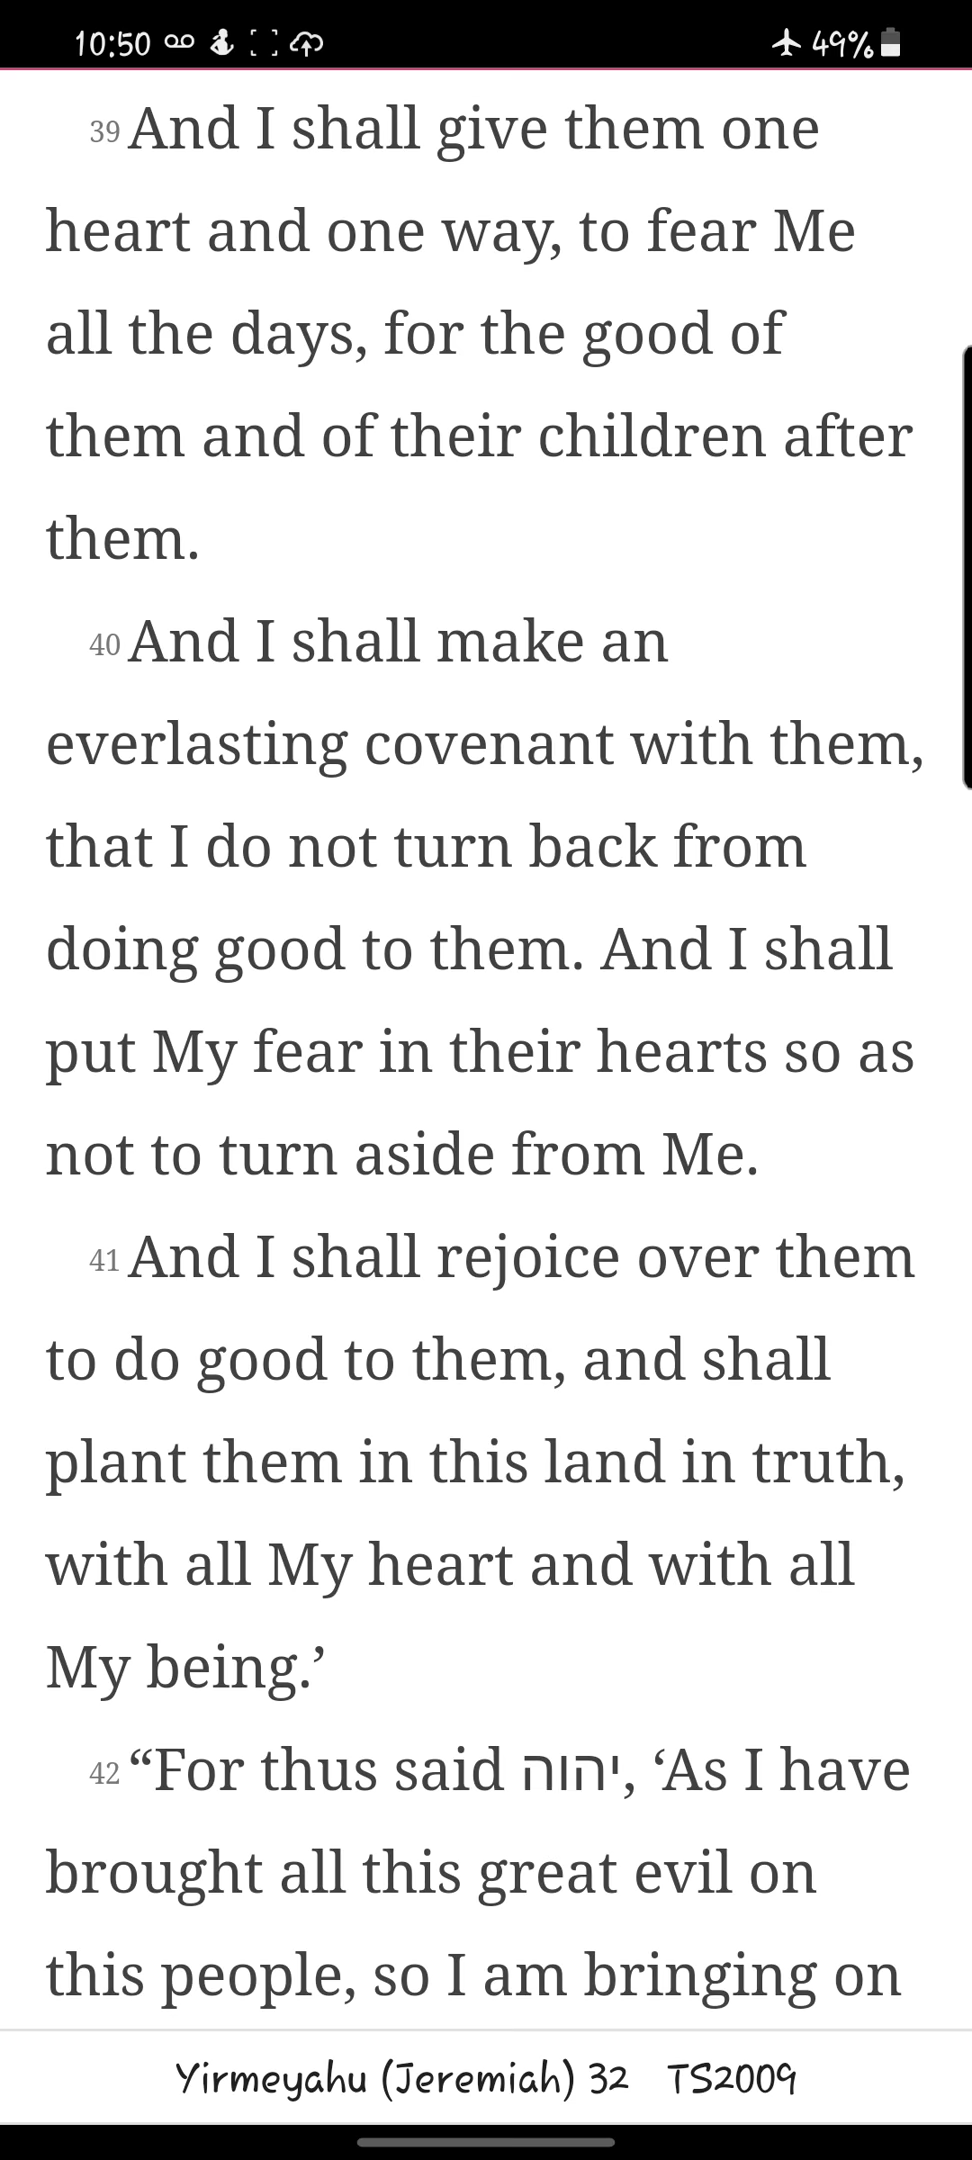 10:50 49%
39 And I shall give them one
heart and one way, to fear Me
all the days, for the good of
them and of their children after
them.
40 And I shall make an
everlasting covenant with them,
that I do not turn back from
doing good to them. And I shall
put My fear in their hearts so as
not to turn aside from Me.
41 And I shall rejoice over them
to do good to them, and shall
plant them in this land in truth,
with all My heart and with all
My being.’
42 “For thus said יהוה, ‘As I have
brought all this great evil on
this people, so I am bringing on
Yirmeyahu (Jeremiah) 32 TS2009